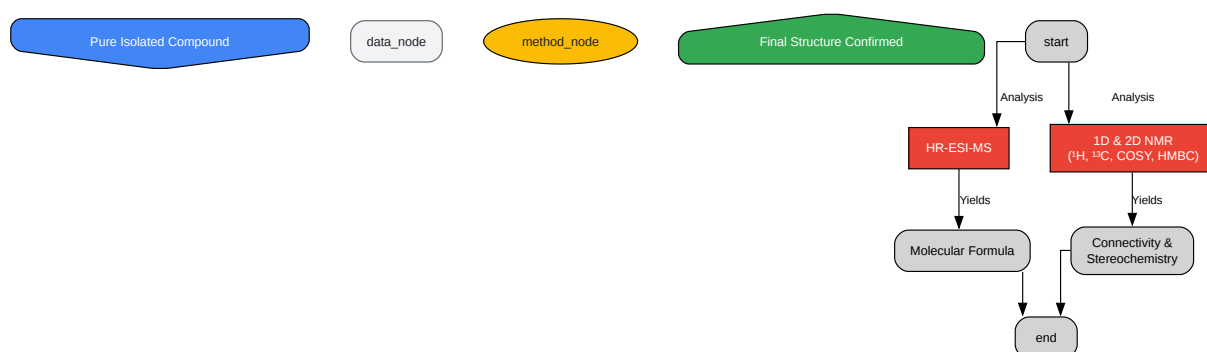 Pure Isolated Compound
data_node
method_node
Final Structure Confirmed
start
Analysis
Analysis
HR-ESI-MS
1D & 2D NMR
(¹H, ¹³C, COSY, HMBC)
Yields
Yields
Molecular Formula
Connectivity &
Stereochemistry
end